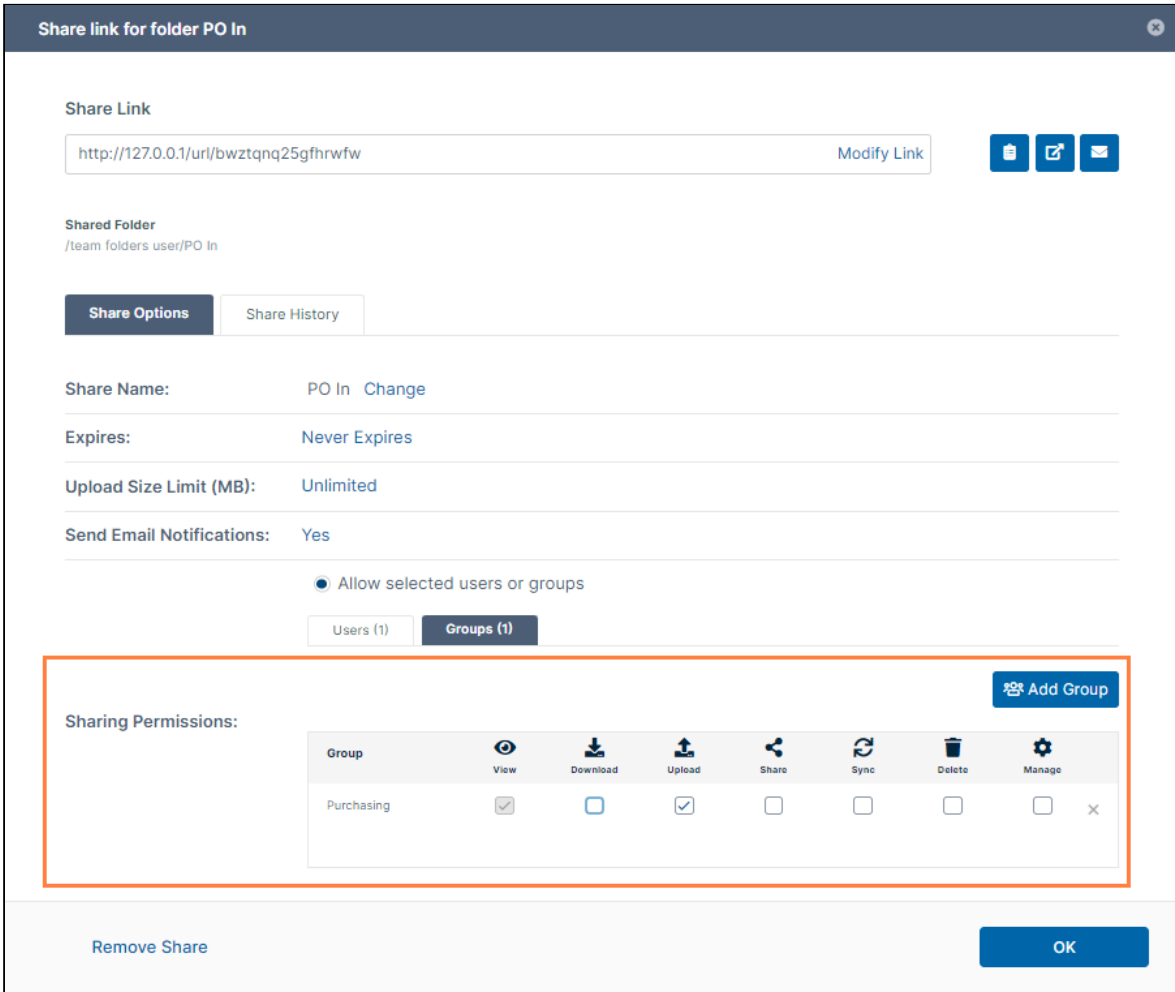 Share link for folder PO In
Share Link
http://127.0.0.1/url/bwztqnq25gfhrwfw Modify Link
Shared Folder
/team folders user/PO In
Share Options Share History
Share Name: PO In Change
Expires: Never Expires
Upload Size Limit (MB): Unlimited
Send Email Notifications: Yes
Allow selected users or groups
Users (1) Groups (1)
Add Group
Sharing Permissions:
Group View Download Upload Share Sync Delete Manage
Purchasing
Remove Share OK